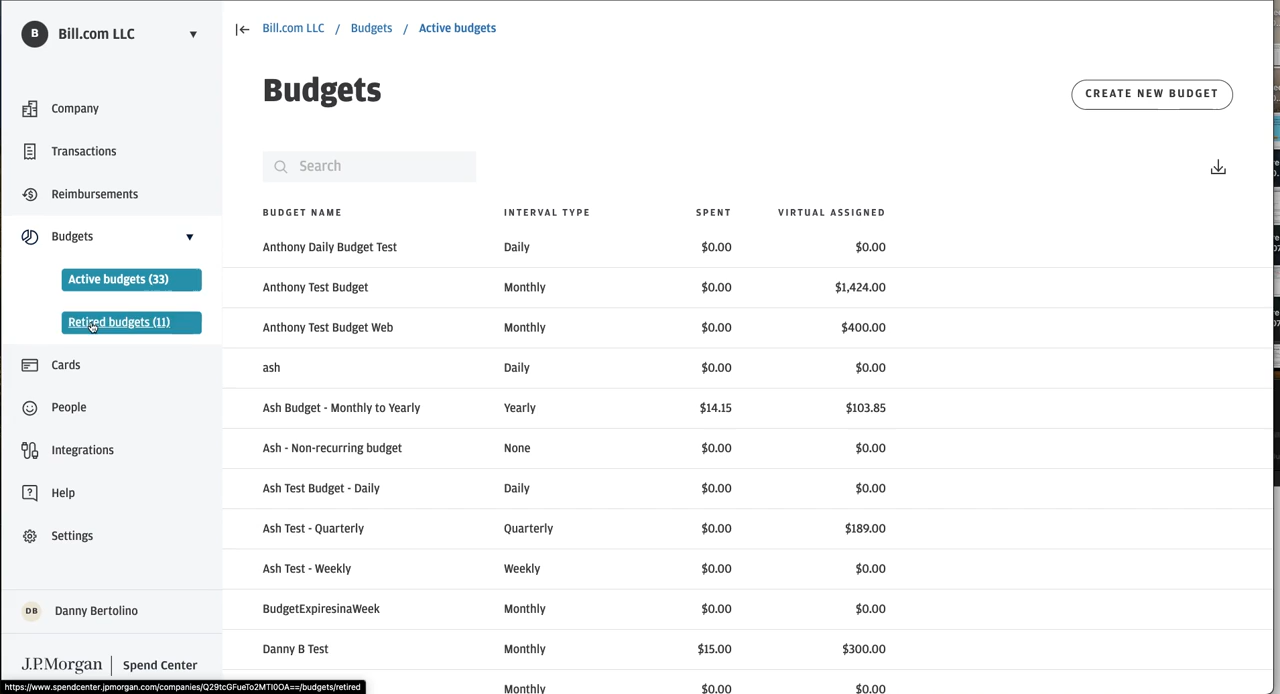 B Bill.com LLC
Bill.com LLC / Budgets / Active budgets
Company
Transactions
Reimbursements
Budgets
Active budgets (33)
Retired budgets (11)
Cards
People
Integrations
Help
Settings
DB Danny Bertolino
J.P.Morgan | Spend Center
Budgets
CREATE NEW BUDGET
Search
BUDGET NAME INTERVAL TYPE SPENT VIRTUAL ASSIGNED
Anthony Daily Budget Test Daily $0.00 $0.00
Anthony Test Budget Monthly $0.00 $1,424.00
Anthony Test Budget Web Monthly $0.00 $400.00
ash Daily $0.00 $0.00
Ash Budget - Monthly to Yearly Yearly $14.15 $103.85
Ash - Non-recurring budget None $0.00 $0.00
Ash Test Budget - Daily Daily $0.00 $0.00
Ash Test - Quarterly Quarterly $0.00 $189.00
Ash Test - Weekly Weekly $0.00 $0.00
BudgetExpiresinaWeek Monthly $0.00 $0.00
Danny B Test Monthly $15.00 $300.00
Monthly $0.00 $0.00
https://www.spendcenter.jpmorgan.com/companies/Q29tcGFueTo2MTI0OA==/budgets/retired